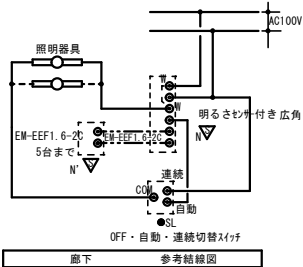 AC100V
照明器具
W
W
明るさセンサー付き広角
N
S
EM-EEF1.6-2C
EM-EEF1.6-2C
5台まで
S
N'
連続
COM
自動
SL
OFF・自動・連続切替スイッチ
廊下 参考結線図